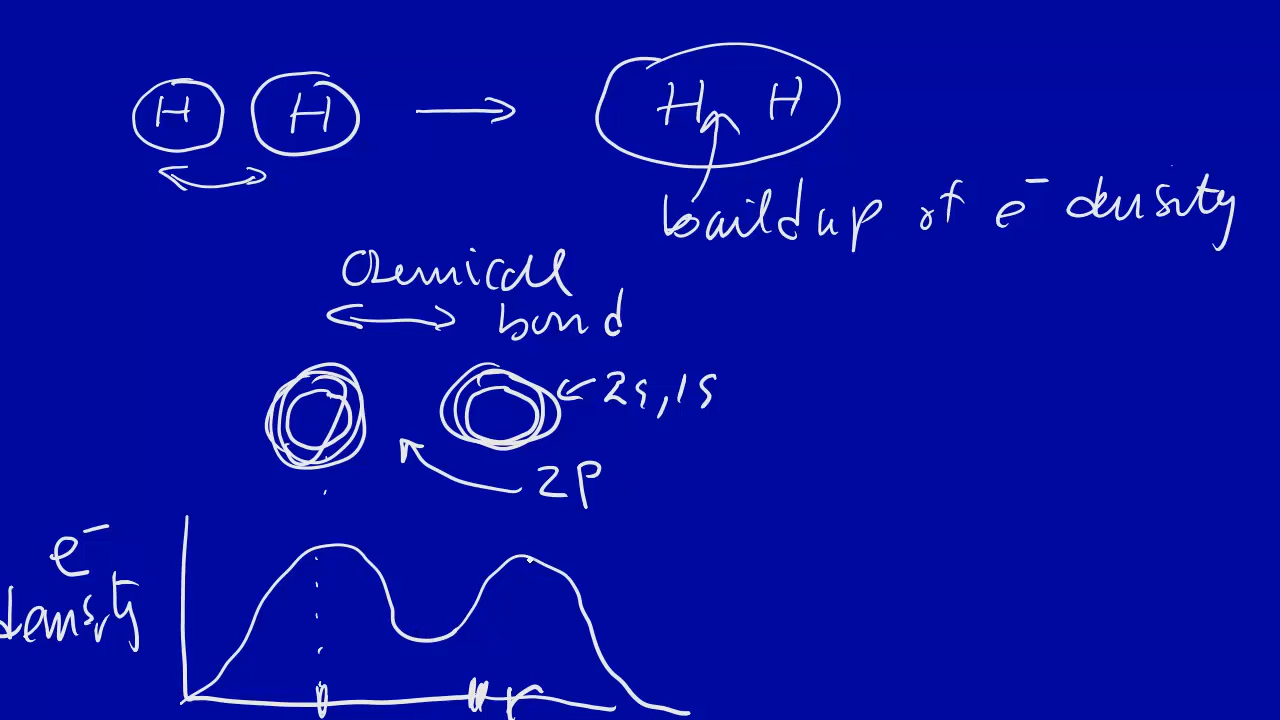 H H → H H
buildup of e⁻ density
Chemical
bond
2s, 1s
2P
e⁻
density